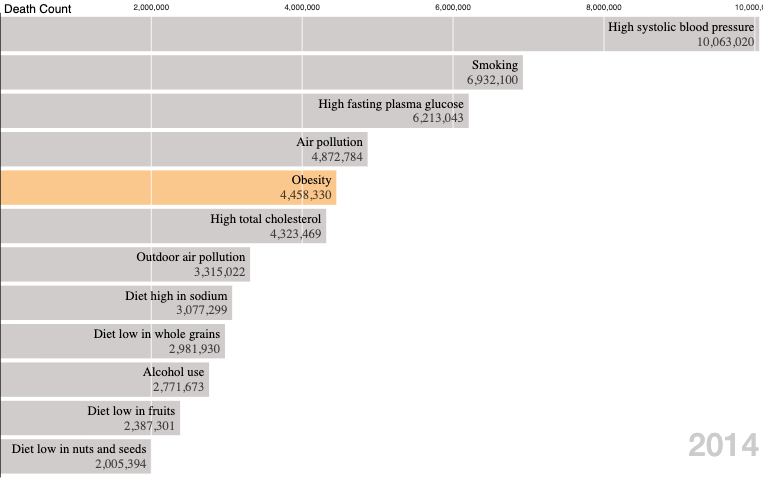 Death Count
2,000,000 4,000,000 6,000,000 8,000,000 10,000,
High systolic blood pressure
10,063,020
Smoking
6,932,100
High fasting plasma glucose
6,213,043
Air pollution
4,872,784
Obesity
4,458,330
High total cholesterol
4,323,469
Outdoor air pollution
3,315,022
Diet high in sodium
3,077,299
Diet low in whole grains
2,981,930
Alcohol use
2,771,673
Diet low in fruits
2,387,301
Diet low in nuts and seeds
2,005,394
2014